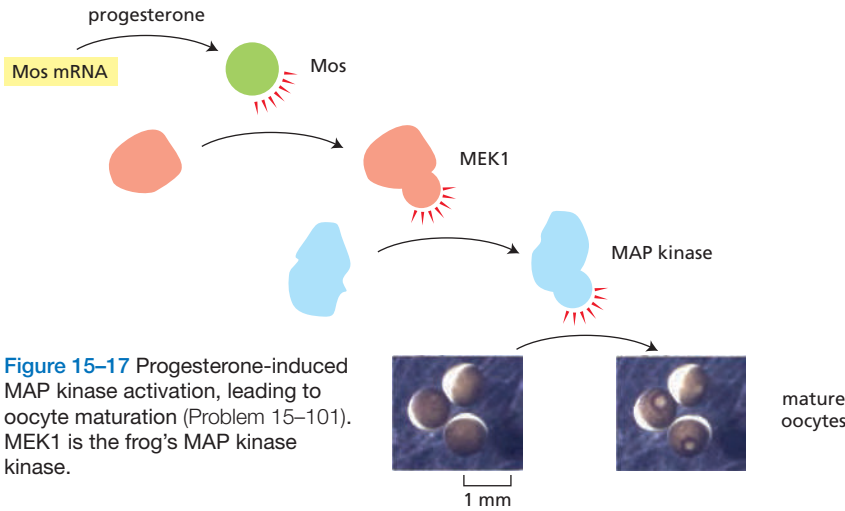 progesterone
Mos mRNA
Mos
MEK1
MAP kinase
Figure 15–17 Progesterone-induced
MAP kinase activation, leading to
oocyte maturation (Problem 15–101).
MEK1 is the frog's MAP kinase
kinase.
mature
oocytes
1 mm